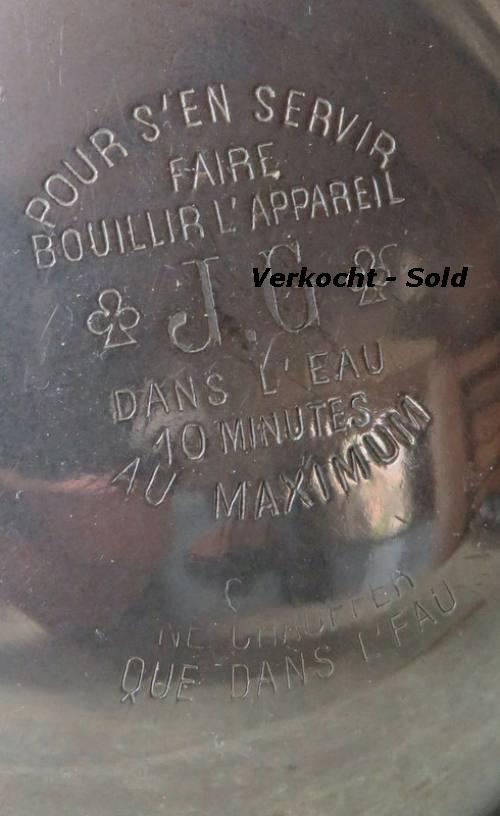 POUR S'EN SERVIR
FAIRE
BOUILLIR L'APPAREIL
J.G
Verkocht - Sold
DANS L'EAU
10 MINUTES
AU MAXIMUM
NE CHAUFFER
QUE DANS L'EAU